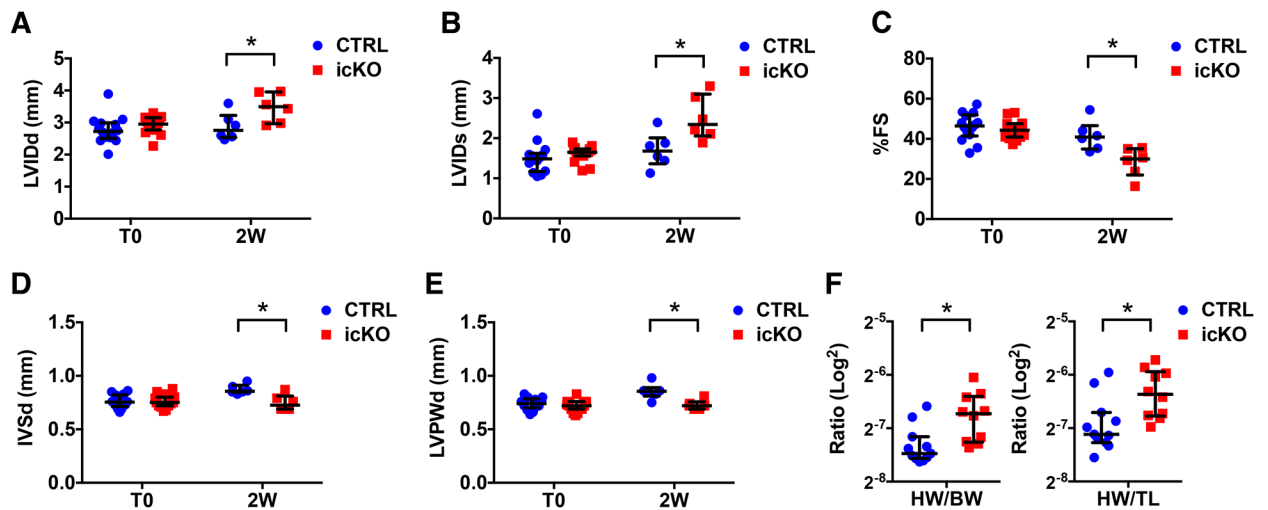 A
LVIDd (mm)
5
4
3
2
1
0
T0
2W
*
CTRL
icKO
B
LVIDs (mm)
4
3
2
1
0
T0
2W
*
CTRL
icKO
C
%FS
80
60
40
20
0
T0
2W
*
CTRL
icKO
D
IVSd (mm)
1.5
1.0
0.5
0.0
T0
2W
*
CTRL
icKO
E
LVPWd (mm)
1.5
1.0
0.5
0.0
T0
2W
*
CTRL
icKO
F
Ratio (Log²)
2⁻⁵
2⁻⁶
2⁻⁷
2⁻⁸
HW/BW
*
Ratio (Log²)
2⁻⁵
2⁻⁶
2⁻⁷
2⁻⁸
HW/TL
*
CTRL
icKO